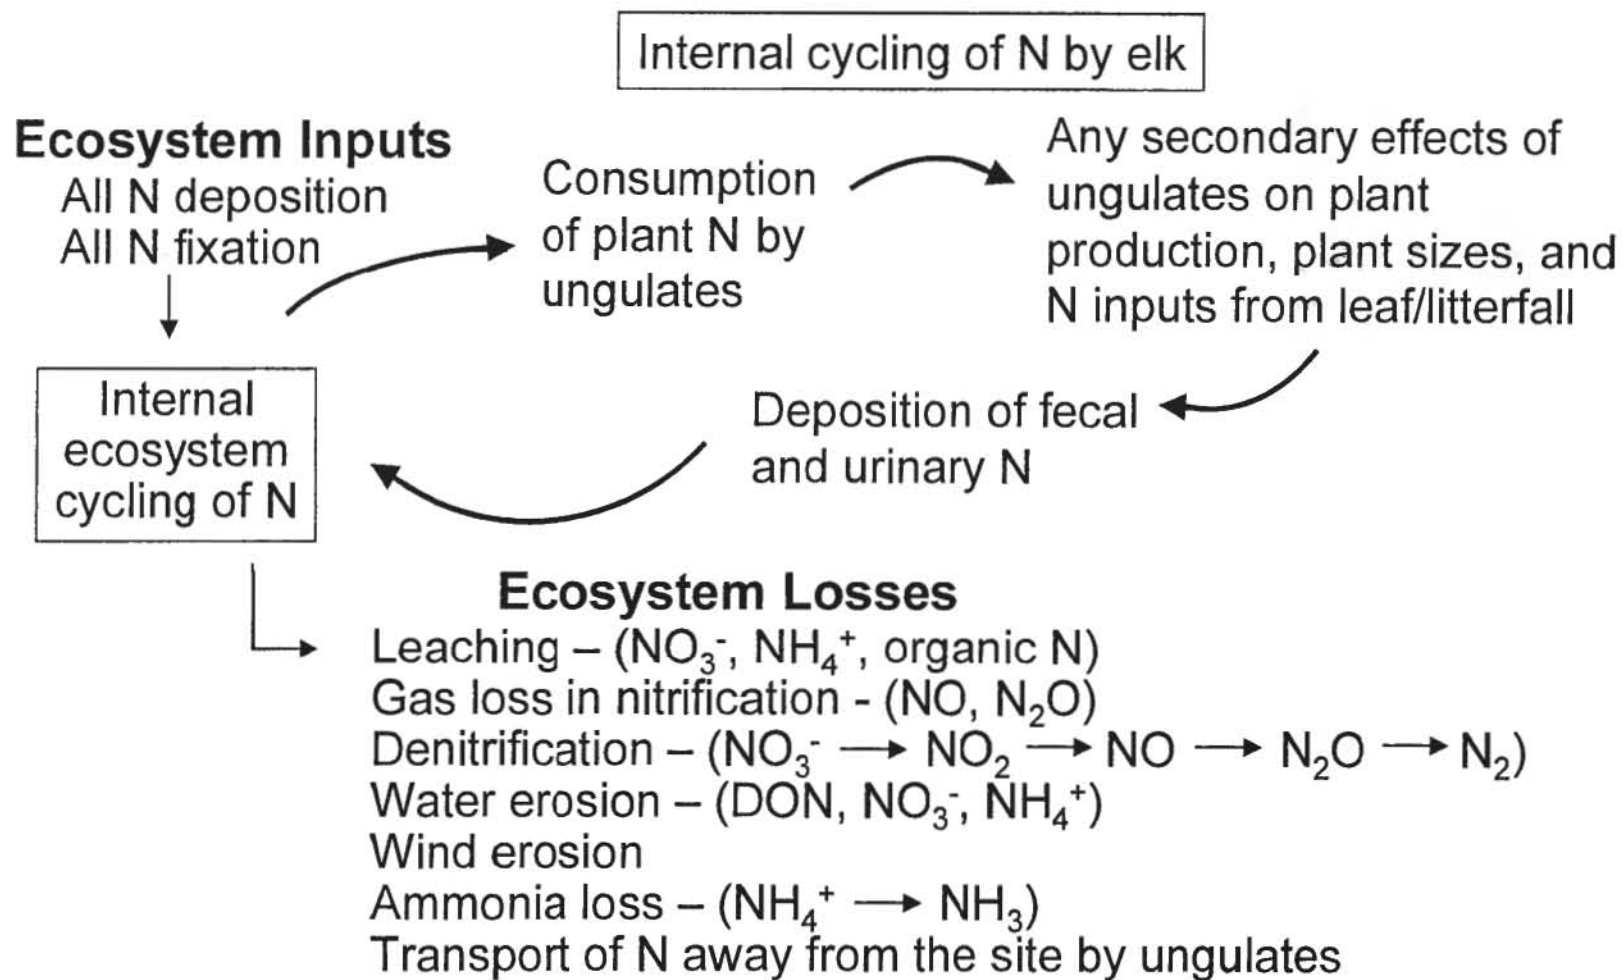 Internal cycling of N by elk
Ecosystem Inputs
All N deposition
All N fixation
Consumption
of plant N by
ungulates
Any secondary effects of
ungulates on plant
production, plant sizes, and
N inputs from leaf/litterfall
Internal
ecosystem
cycling of N
Deposition of fecal
and urinary N
Ecosystem Losses
Leaching – (NO₃⁻, NH₄⁺, organic N)
Gas loss in nitrification - (NO, N₂O)
Denitrification – (NO₃⁻ → NO₂ → NO → N₂O → N₂)
Water erosion – (DON, NO₃⁻, NH₄⁺)
Wind erosion
Ammonia loss – (NH₄⁺ → NH₃)
Transport of N away from the site by ungulates